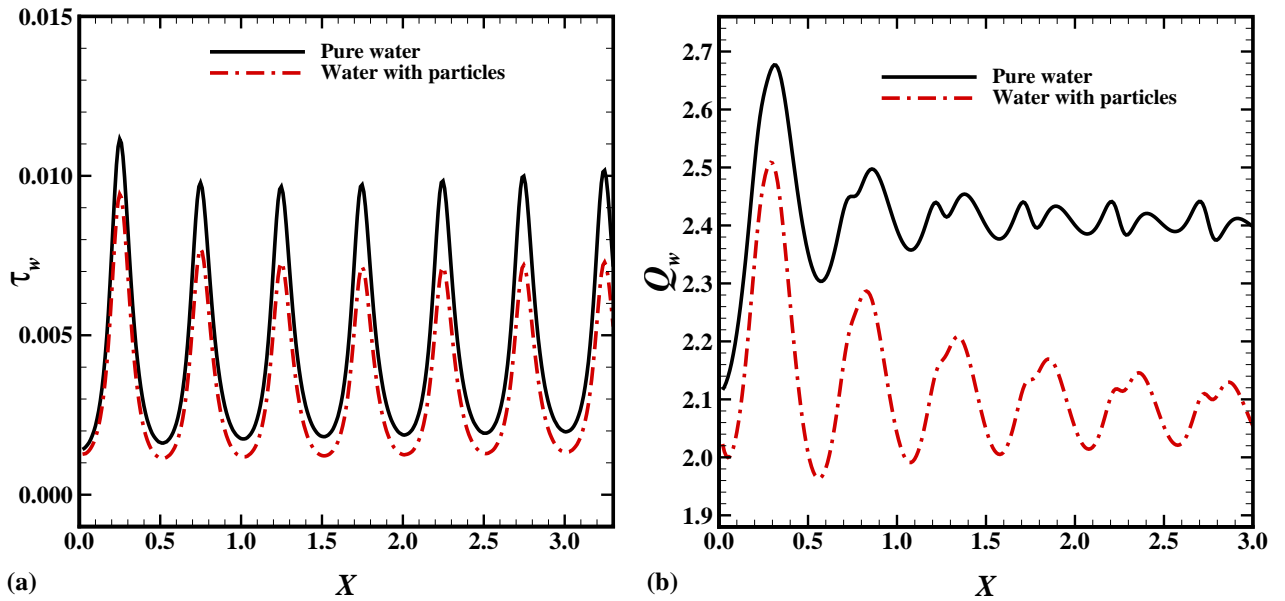 0.015
0.010
0.005
0.000
τw
Pure water
Water with particles
0.0 0.5 1.0 1.5 2.0 2.5 3.0
(a)
X
2.7
2.6
2.5
2.4
2.3
2.2
2.1
2.0
1.9
Qw
Pure water
Water with particles
0.0 0.5 1.0 1.5 2.0 2.5 3.0
(b)
X